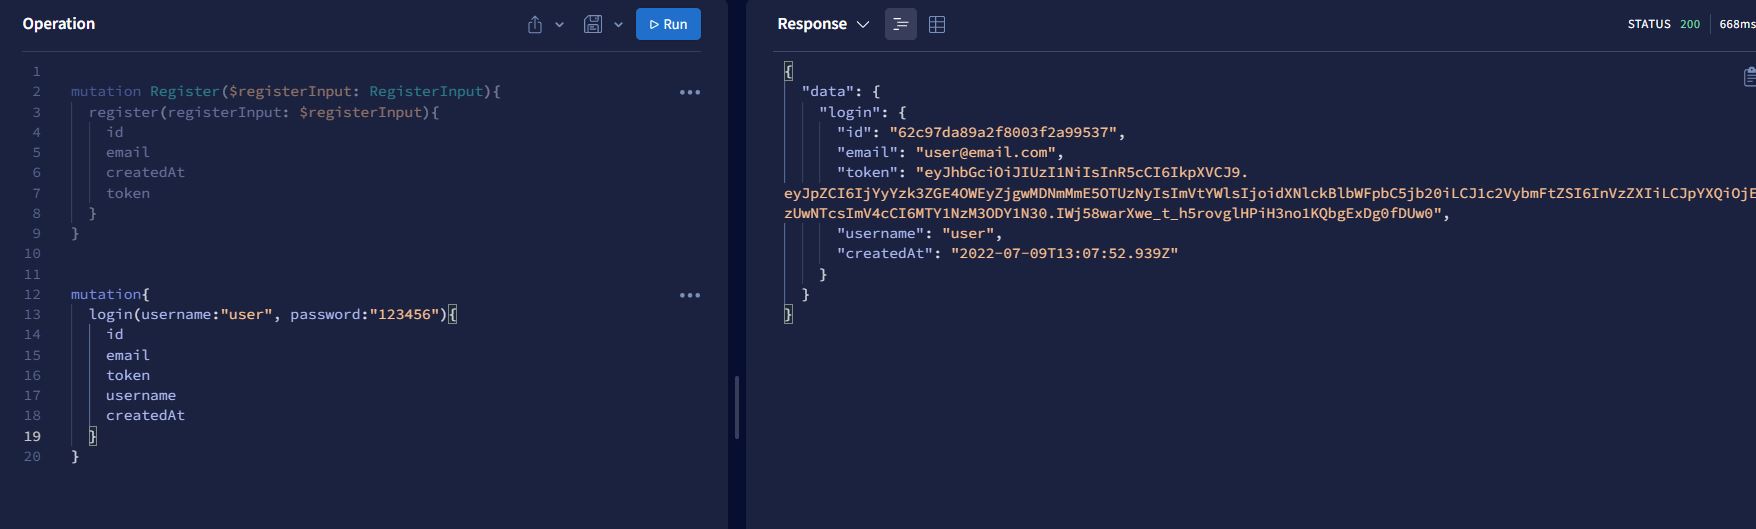 Operation
Run
1
2 mutation Register($registerInput: RegisterInput){
3 register(registerInput: $registerInput){
4 id
5 email
6 createdAt
7 token
8 }
9 }
10
11
12 mutation{
13 login(username:"user", password:"123456"){
14 id
15 email
16 token
17 username
18 createdAt
19 }
20 }
Response
STATUS 200 668ms
{
"data": {
"login": {
"id": "62c97da89a2f8003f2a99537",
"email": "user@email.com",
"token": "eyJhbGciOiJIUzI1NiIsInR5cCI6IkpXVCJ9.
eyJpZCI6IjYyYzk3ZGE4OWEyZjgwMDNmMmE5OTUzNyIsImVtYWlsIjoidXNlckBlbWFpbC5jb20iLCJ1c2VybmFtZSI6InVzZXIiLCJpYXQiOjE
zUwNTcsImV4cCI6MTY1NzM3ODY1N30.IWj58warXwe_t_h5rovglHPiH3no1KQbgExDg0fDUw0",
"username": "user",
"createdAt": "2022-07-09T13:07:52.939Z"
}
}
}